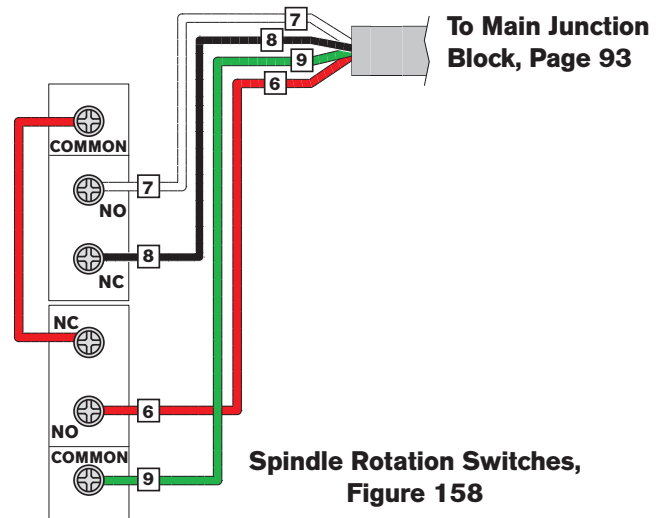 7
To Main Junction
Block, Page 93
8
9
6
COMMON
7
NO
8
NC
NC
6
NO
COMMON
9
Spindle Rotation Switches,
Figure 158